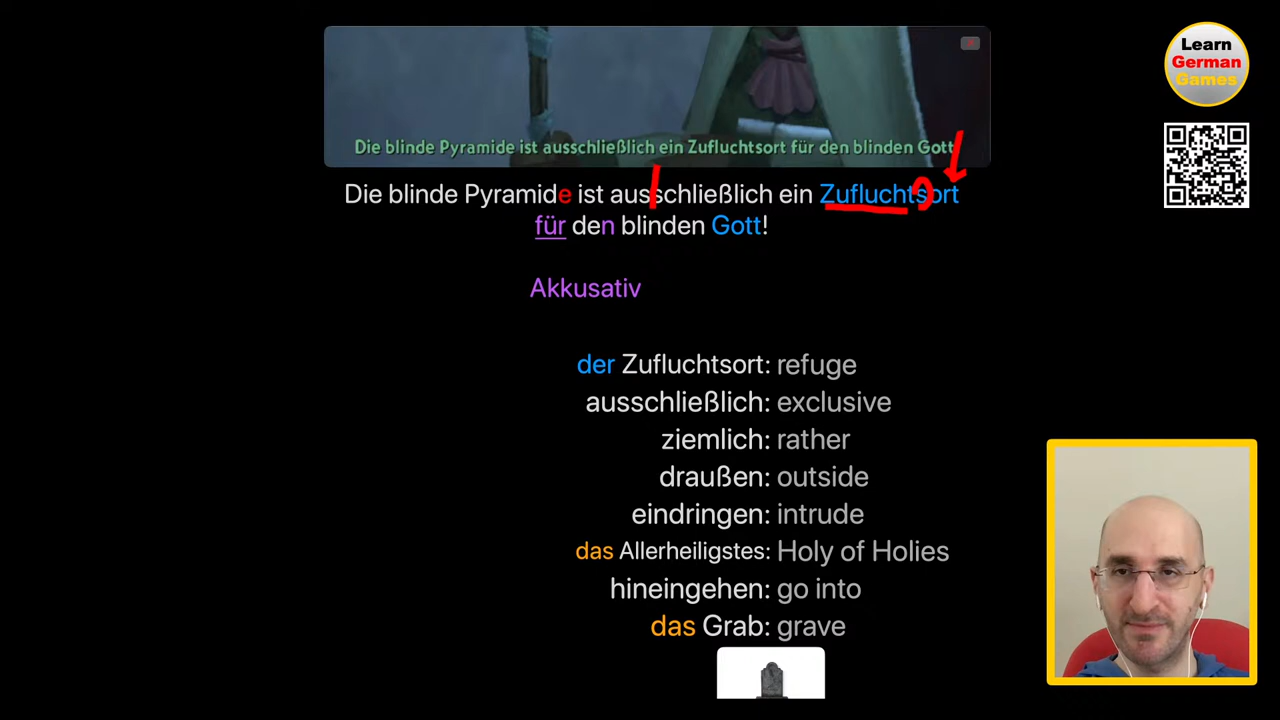 Learn
German
Games
Die blinde Pyramide ist ausschließlich ein Zufluchtsort für den blinden Gott
Die blinde Pyramide ist ausschließlich ein Zufluchtsort
für den blinden Gott!
Akkusativ
der Zufluchtsort: refuge
ausschließlich: exclusive
ziemlich: rather
draußen: outside
eindringen: intrude
das Allerheiligstes: Holy of Holies
hineingehen: go into
das Grab: grave